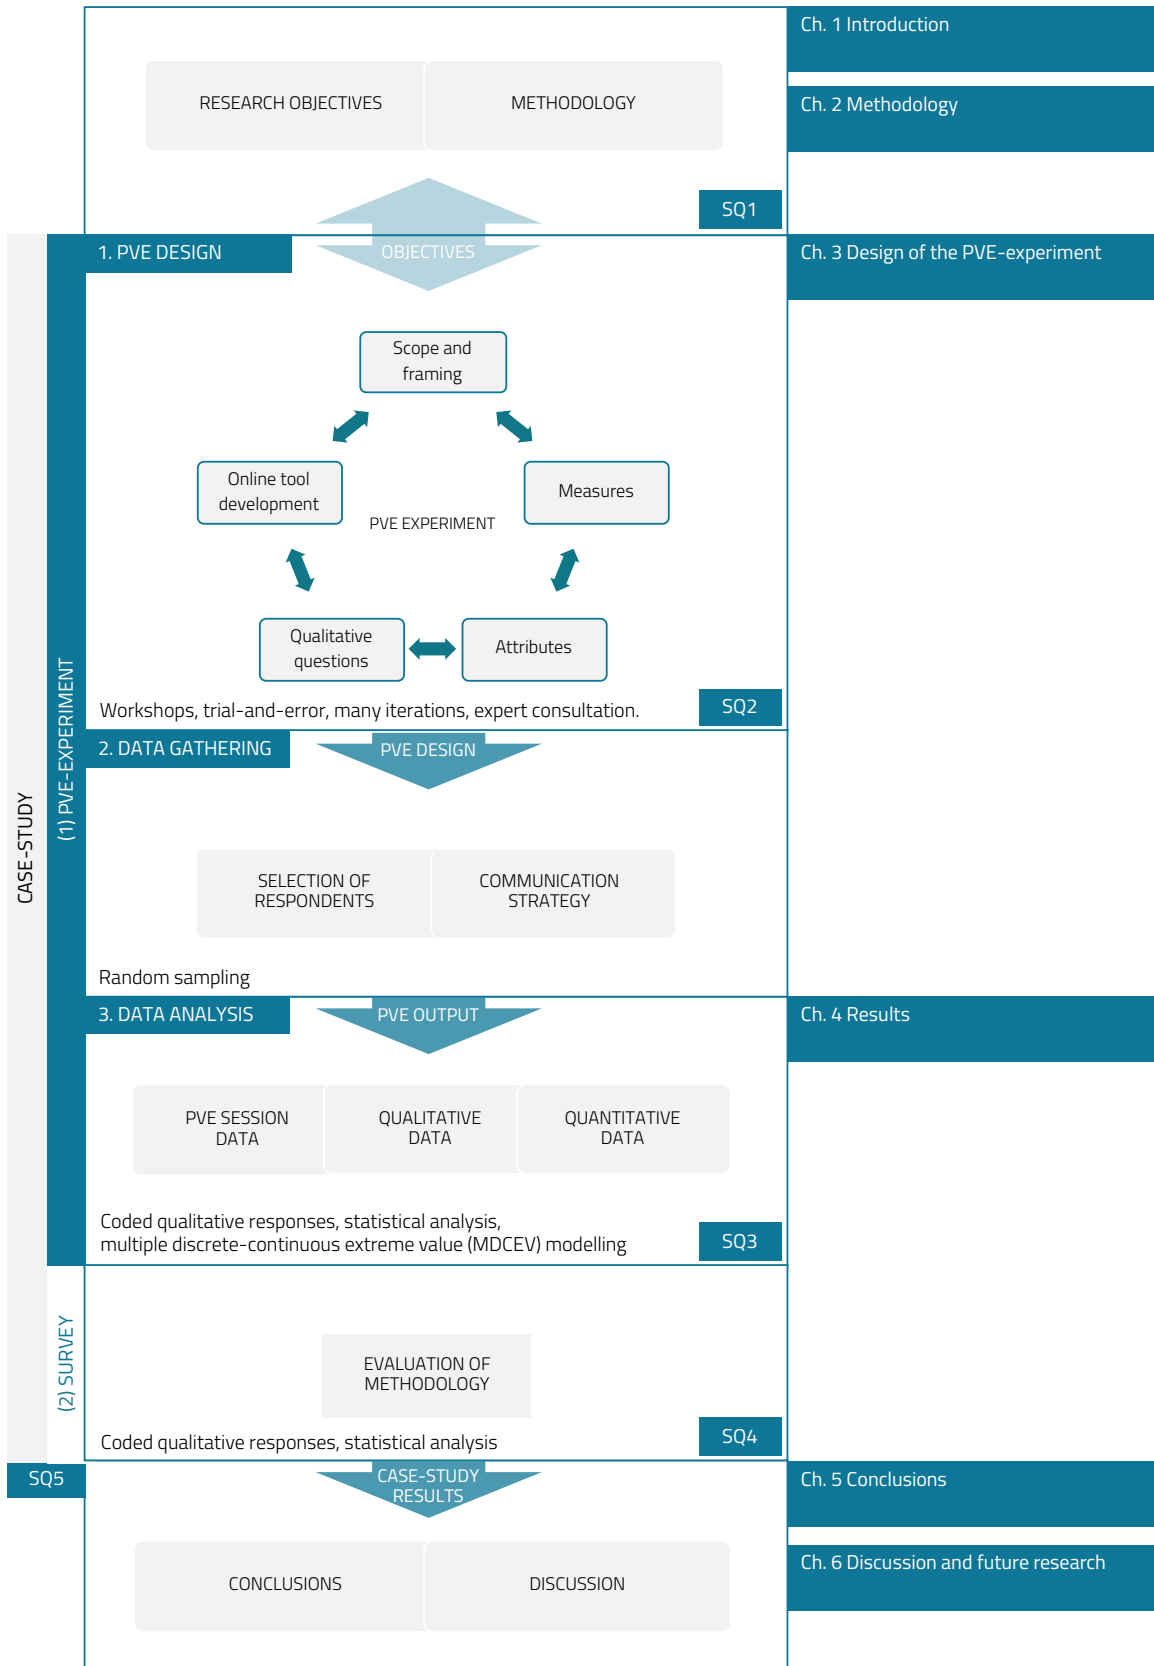 Ch. 1 Introduction
RESEARCH OBJECTIVES
METHODOLOGY
Ch. 2 Methodology
SQ1
1. PVE DESIGN
OBJECTIVES
Ch. 3 Design of the PVE-experiment
Scope and
framing
Online tool
development
Measures
PVE EXPERIMENT
Qualitative
questions
Attributes
Workshops, trial-and-error, many iterations, expert consultation.
SQ2
CASE-STUDY
(1) PVE-EXPERIMENT
2. DATA GATHERING
PVE DESIGN
SELECTION OF
RESPONDENTS
COMMUNICATION
STRATEGY
Random sampling
3. DATA ANALYSIS
PVE OUTPUT
Ch. 4 Results
PVE SESSION
DATA
QUALITATIVE
DATA
QUANTITATIVE
DATA
Coded qualitative responses, statistical analysis,
multiple discrete-continuous extreme value (MDCEV) modelling
SQ3
(2) SURVEY
EVALUATION OF
METHODOLOGY
Coded qualitative responses, statistical analysis
SQ4
SQ5
CASE-STUDY
RESULTS
Ch. 5 Conclusions
CONCLUSIONS
DISCUSSION
Ch. 6 Discussion and future research